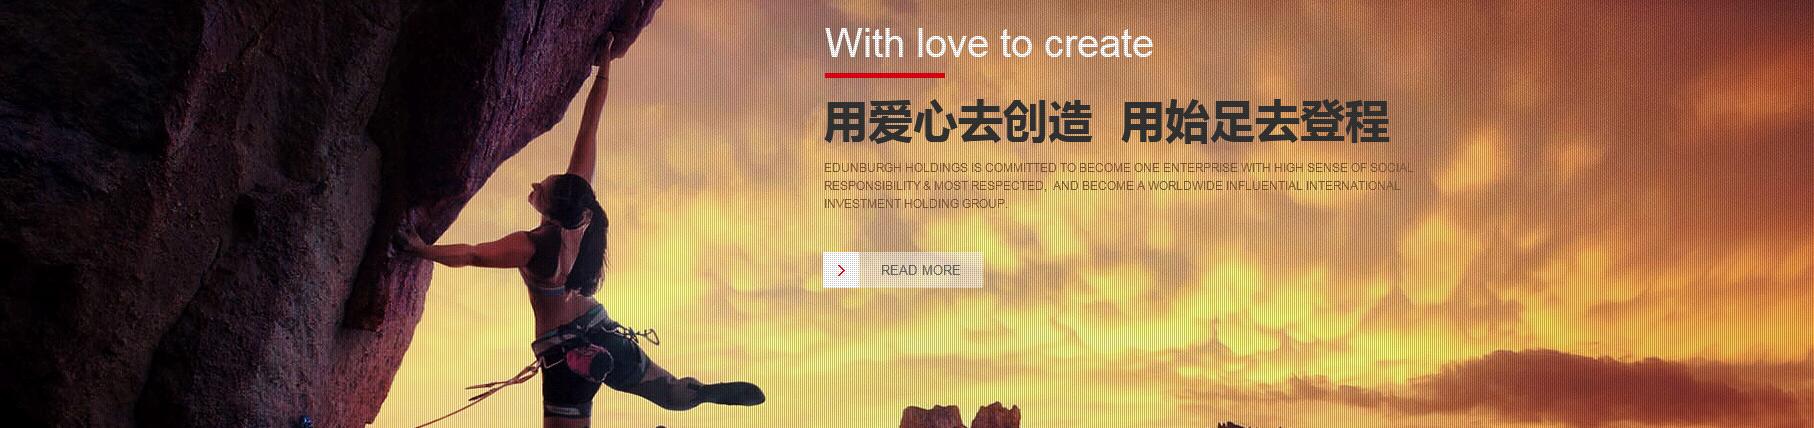 With love to create
用爱心去创造 用始足去登程
EDUNBURGH HOLDINGS IS COMMITTED TO BECOME ONE ENTERPRISE WITH HIGH SENSE OF SOCIAL
RESPONSIBILITY & MOST RESPECTED, AND BECOME A WORLDWIDE INFLUENTIAL INTERNATIONAL
INVESTMENT HOLDING GROUP.
READ MORE